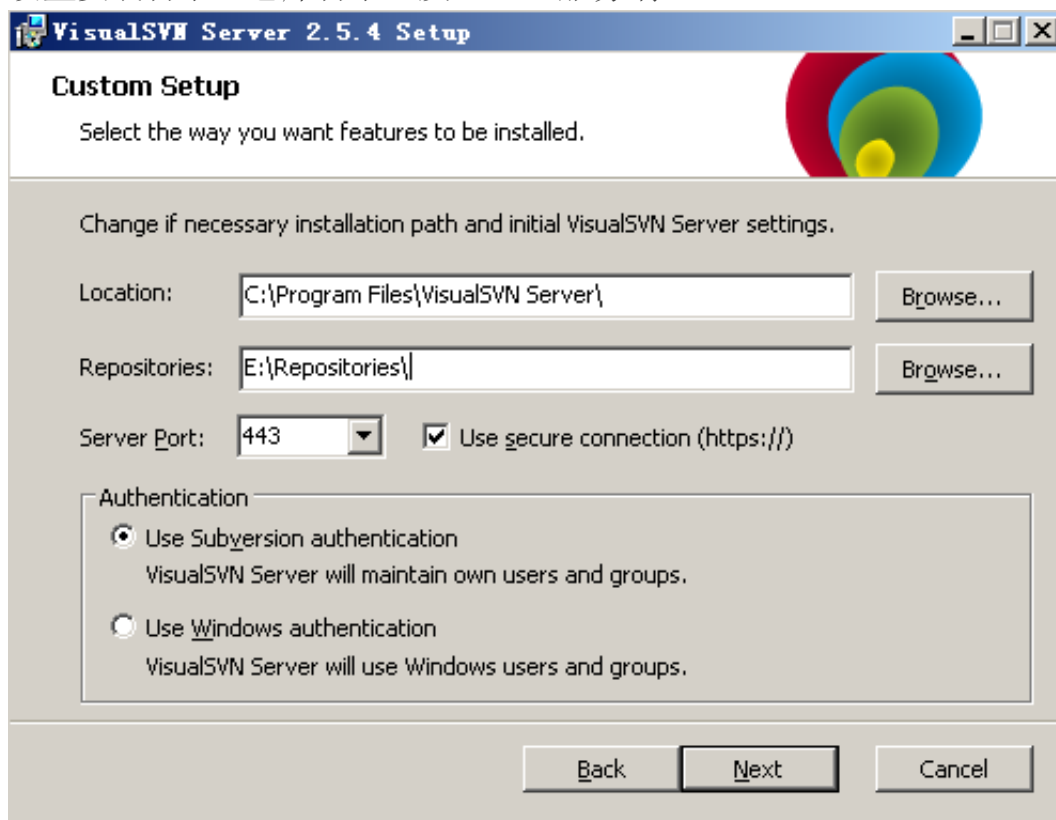 VisualSVN Server 2.5.4 Setup
Custom Setup
Select the way you want features to be installed.
Change if necessary installation path and initial VisualSVN Server settings.
Location: C:\Program Files\VisualSVN Server\ Browse...
Repositories: E:\Repositories\ Browse...
Server Port: 443 Use secure connection (https://)
Authentication
Use Subversion authentication
VisualSVN Server will maintain own users and groups.
Use Windows authentication
VisualSVN Server will use Windows users and groups.
Back Next Cancel